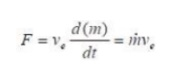 F = v_e d(m)/dt = ṁv_e